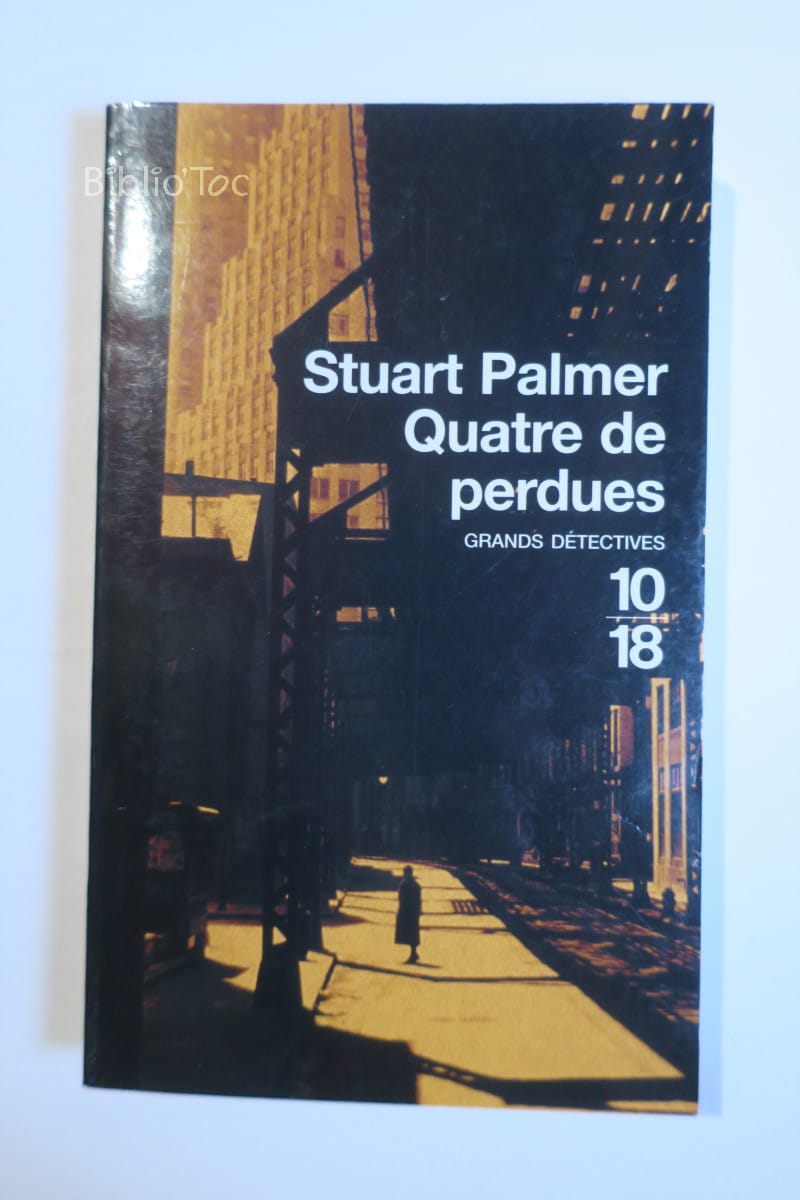 Biblio'Toc
Stuart Palmer
Quatre de
perdues
GRANDS DÉTECTIVES
10
18